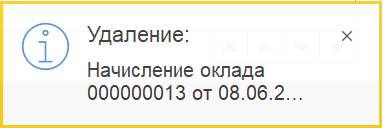 Удаление:
Начисление оклада
000000013 от 08.06.2...